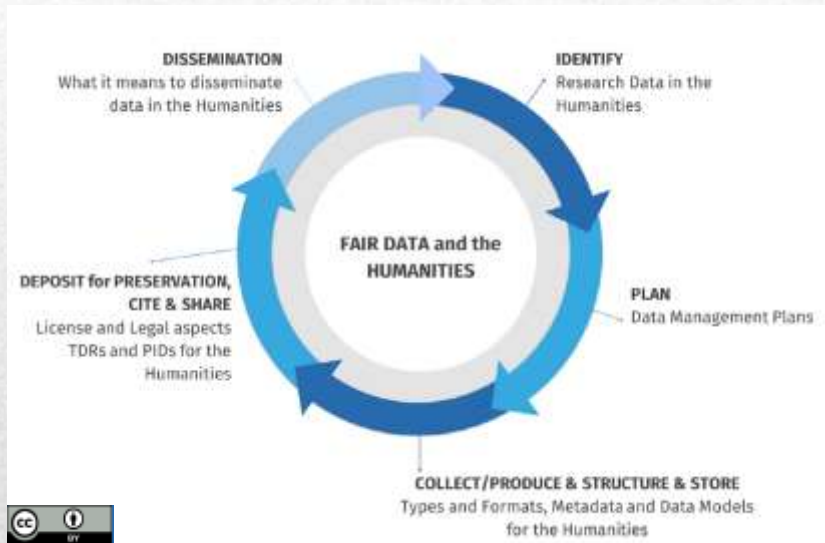 DISSEMINATION
What it means to disseminate
data in the Humanities
IDENTIFY
Research Data in the
Humanities
FAIR DATA and the
HUMANITIES
DEPOSIT for PRESERVATION,
CITE & SHARE
License and Legal aspects
TDRs and PIDs for the
Humanities
PLAN
Data Management Plans
COLLECT/PRODUCE & STRUCTURE & STORE
Types and Formats, Metadata and Data Models
for the Humanities
cc
BY